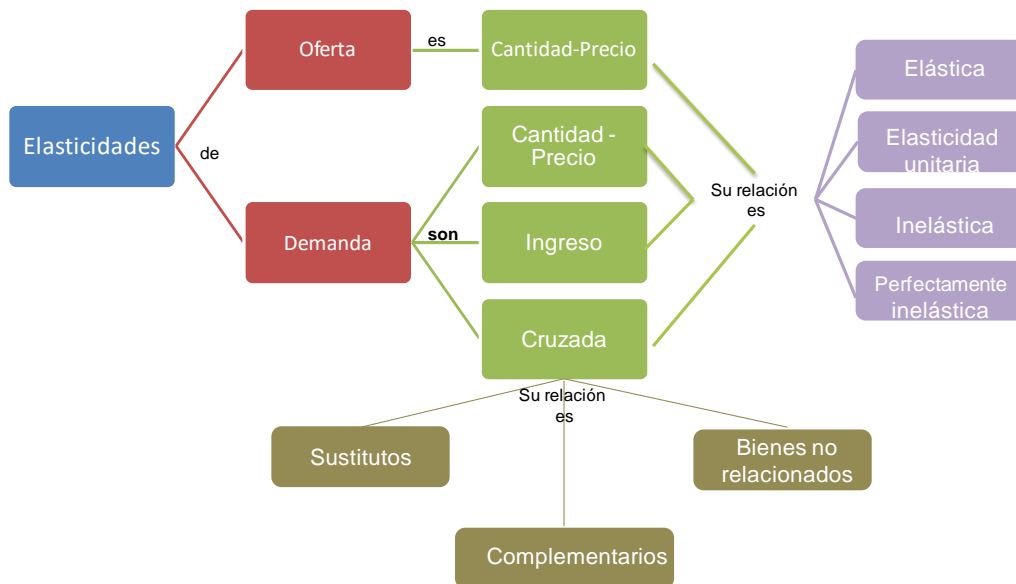 Oferta
es
Cantidad-Precio
Elástica
Elasticidades
de
Cantidad -
Precio
Elasticidad
unitaria
Su relación
es
Demanda
son
Ingreso
Inelástica
Perfectamente
inelástica
Cruzada
Su relación
es
Sustitutos
Bienes no
relacionados
Complementarios